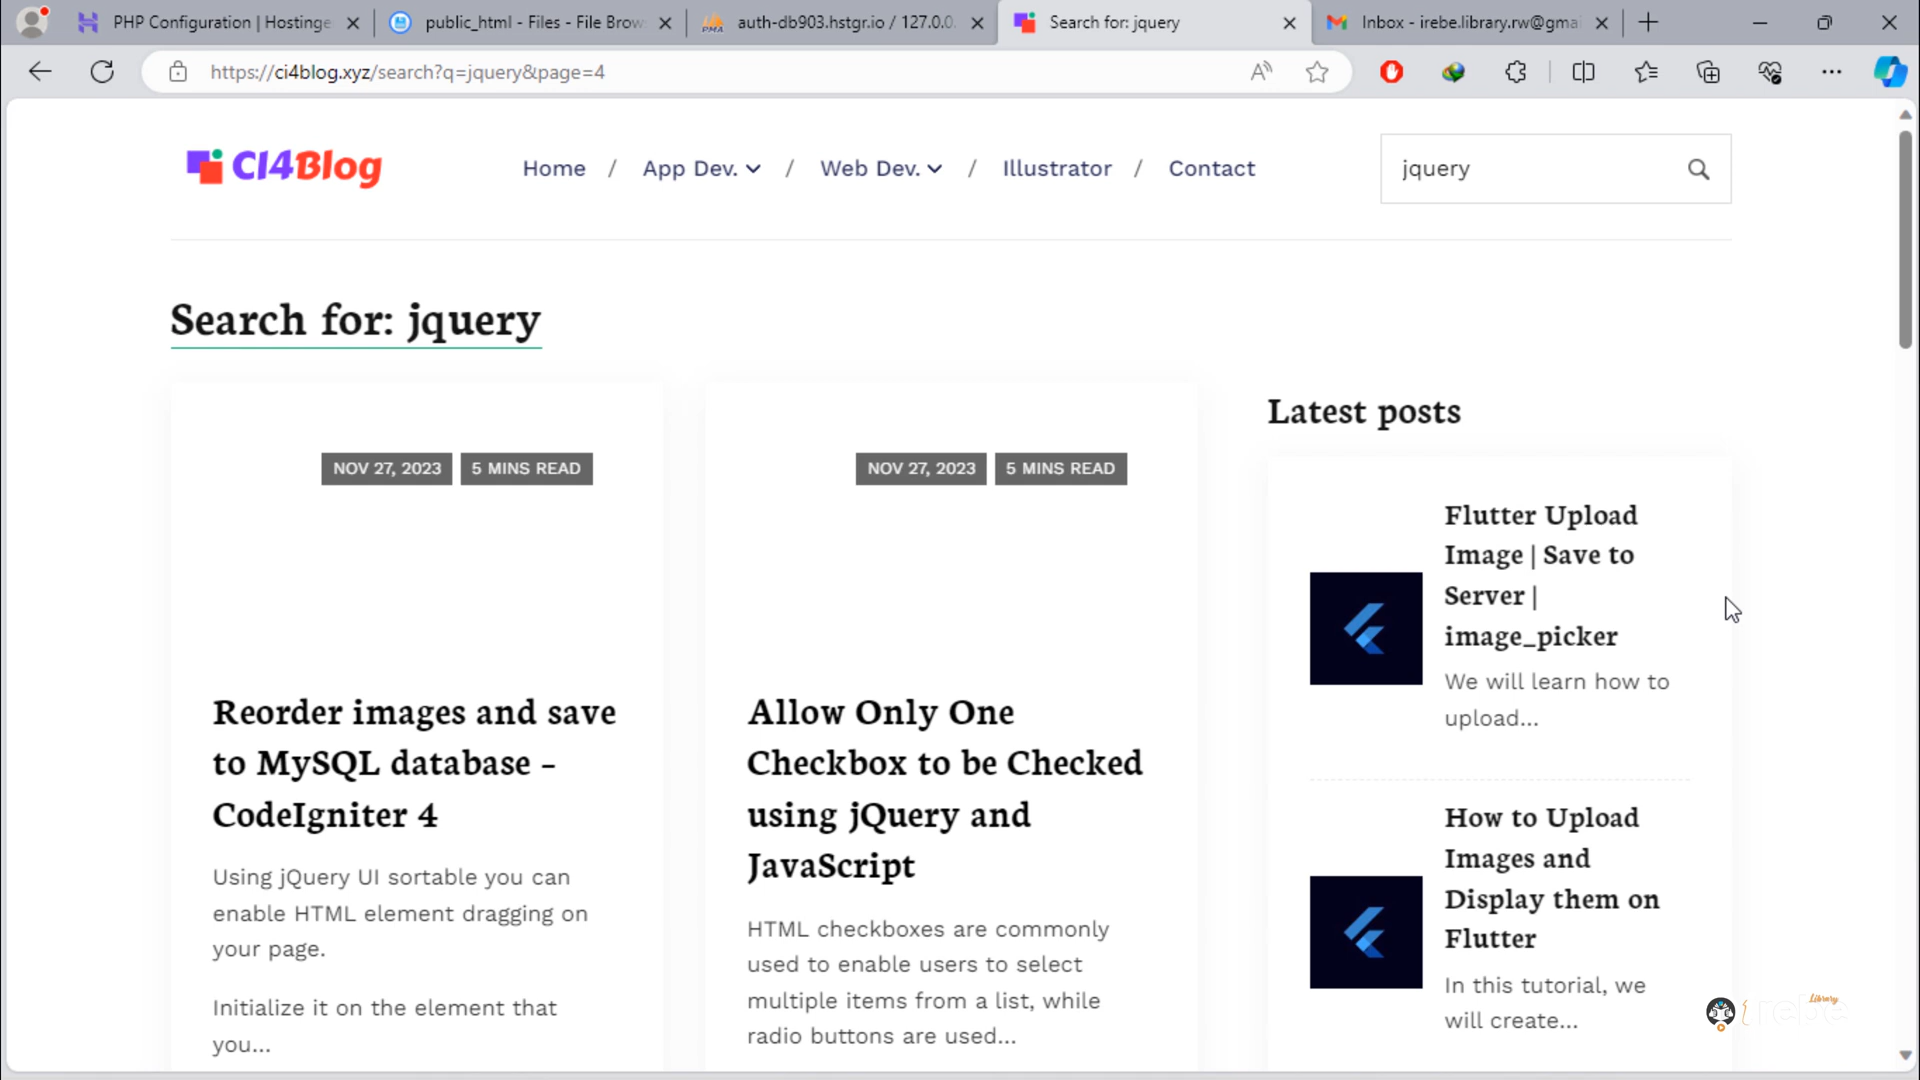 PHP Configuration | Hostinge
public_html - Files - File Brow
auth-db903.hstgr.io / 127.0.0.
Search for: jquery
Inbox - irebe.library.rw@gma
https://ci4blog.xyz/search?q=jquery&page=4
CI4Blog
Home / App Dev. / Web Dev. / Illustrator / Contact
jquery
Search for: jquery
NOV 27, 2023 5 MINS READ
Reorder images and save
to MySQL database –
CodeIgniter 4
Using jQuery UI sortable you can
enable HTML element dragging on
your page.
Initialize it on the element that
you...
NOV 27, 2023 5 MINS READ
Allow Only One
Checkbox to be Checked
using jQuery and
JavaScript
HTML checkboxes are commonly
used to enable users to select
multiple items from a list, while
radio buttons are used...
Latest posts
Flutter Upload
Image | Save to
Server |
image_picker
We will learn how to
upload...
How to Upload
Images and
Display them on
Flutter
In this tutorial, we
will create...
irebe
Library